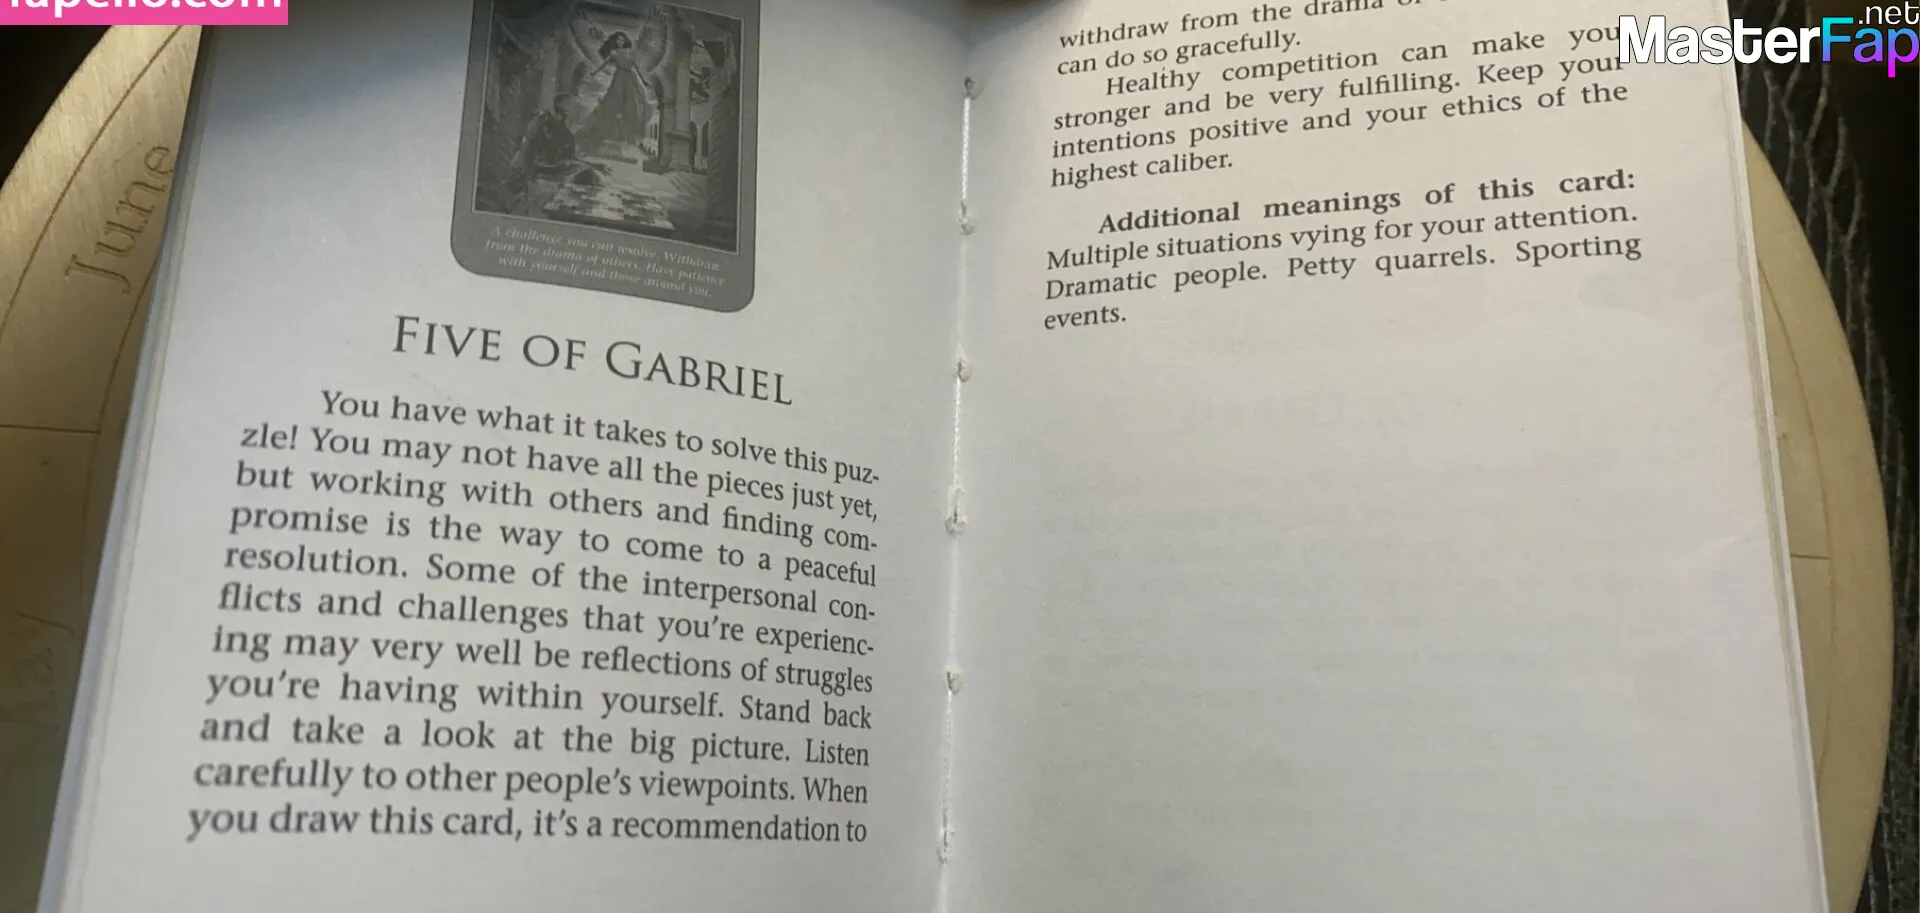 fapello.com
.net
MasterFap
June
May
A challenge you can resolve. Withdraw
from the drama of others. Have patience
with yourself and those around you.
FIVE OF GABRIEL
You have what it takes to solve this puz-
zle! You may not have all the pieces just yet,
but working with others and finding com-
promise is the way to come to a peaceful
resolution. Some of the interpersonal con-
flicts and challenges that you're experienc-
ing may very well be reflections of struggles
you're having within yourself. Stand back
and take a look at the big picture. Listen
carefully to other people's viewpoints. When
you draw this card, it's a recommendation to
withdraw from the drama of
can do so gracefully.
Healthy competition can make you
stronger and be very fulfilling. Keep your
intentions positive and your ethics of the
highest caliber.
Additional meanings of this card:
Multiple situations vying for your attention.
Dramatic people. Petty quarrels. Sporting
events.